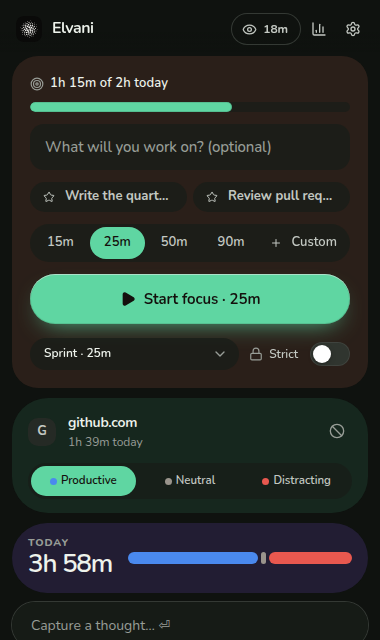 Elvani
18m
1h 15m of 2h today
What will you work on? (optional)
Write the quart...
Review pull req...
15m 25m 50m 90m + Custom
Start focus · 25m
Sprint · 25m
Strict
G
github.com
1h 39m today
Productive Neutral Distracting
TODAY
3h 58m
Capture a thought... ⏎